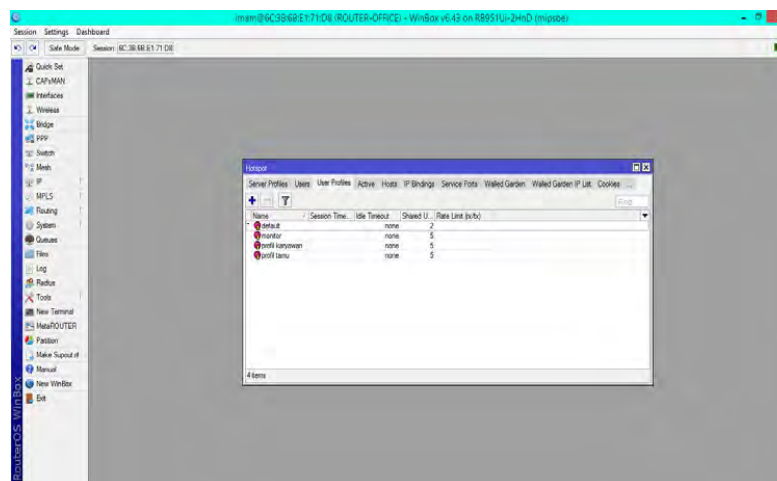 imam@6C:3B:6B:E1:71:D8 (ROUTER-OFFICE) - WinBox v6.43 on RB951Ui-2HnD (mipsbe)
Session Settings Dashboard
Safe Mode Session: 6C:3B:6B:E1:71:D8
Quick Set
CAPsMAN
Interfaces
Wireless
Bridge
PPP
Switch
Mesh
IP
MPLS
Routing
System
Queues
Files
Log
Radius
Tools
New Terminal
MetaROUTER
Partition
Make Supout.rif
Manual
New WinBox
Exit
RouterOS WinBox
Hotspot
Server Profiles Users User Profiles Active Hosts IP Bindings Service Ports Walled Garden Walled Garden IP List Cookies ...
Find
Name Session Time... Idle Timeout Shared U... Rate Limit (rx/tx)
default none 2
monitor none 5
profil karyawan none 5
profil tamu none 5
4 items